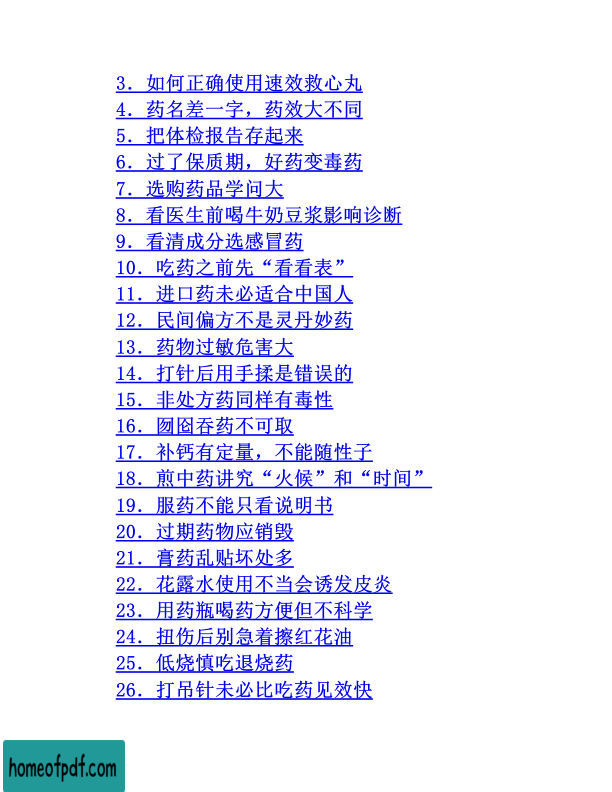 3．如何正确使用速效救心丸
4．药名差一字，药效大不同
5．把体检报告存起来
6．过了保质期，好药变毒药
7．选购药品学问大
8．看医生前喝牛奶豆浆影响诊断
9．看清成分选感冒药
10．吃药之前先“看看表”
11．进口药未必适合中国人
12．民间偏方不是灵丹妙药
13．药物过敏危害大
14．打针后用手揉是错误的
15．非处方药同样有毒性
16．囫囵吞药不可取
17．补钙有定量，不能随性子
18．煎中药讲究“火候”和“时间”
19．服药不能只看说明书
20．过期药物应销毁
21．膏药乱贴坏处多
22．花露水使用不当会诱发皮炎
23．用药瓶喝药方便但不科学
24．扭伤后别急着擦红花油
25．低烧慎吃退烧药
26．打吊针未必比吃药见效快
homeofpdf.com